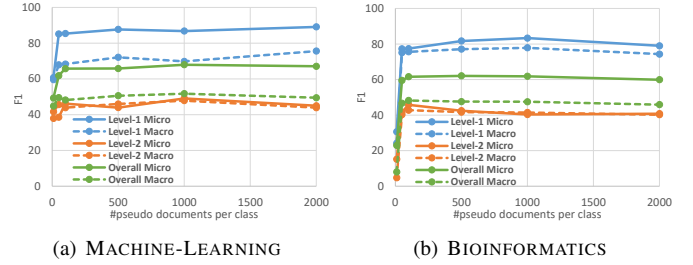 100
80
60
40
20
0
F1
Level-1 Micro
Level-1 Macro
Level-2 Micro
Level-2 Macro
Overall Micro
Overall Macro
0 500 1000 1500 2000
#pseudo documents per class
(a) MACHINE-LEARNING
100
80
60
40
20
0
F1
Level-1 Micro
Level-1 Macro
Level-2 Micro
Level-2 Macro
Overall Micro
Overall Macro
0 500 1000 1500 2000
#pseudo documents per class
(b) BIOINFORMATICS